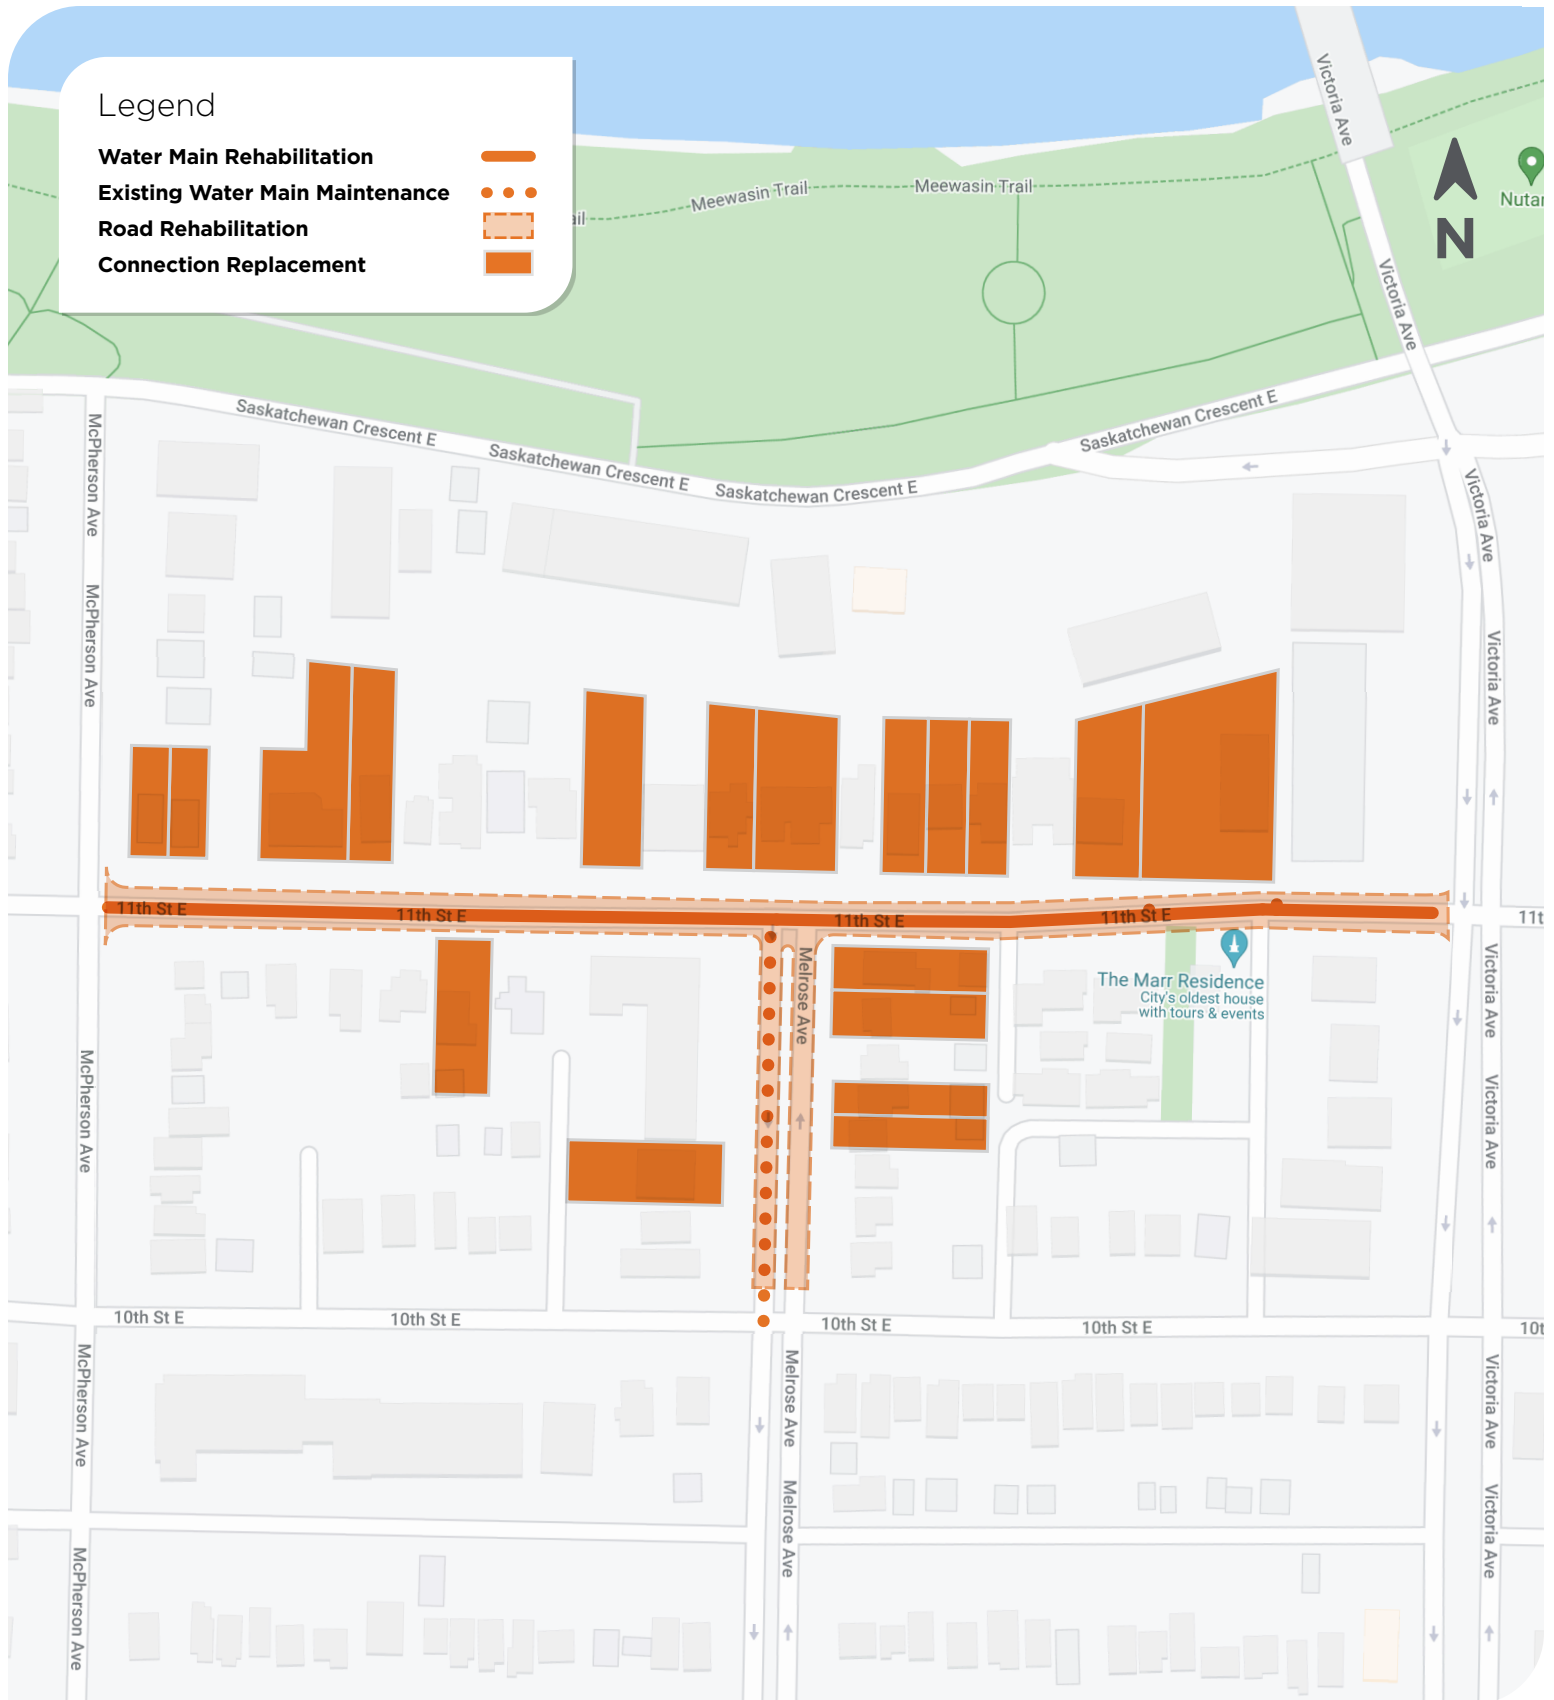 Victoria Ave
Legend
Water Main Rehabilitation
Existing Water Main Maintenance
Road Rehabilitation
Connection Replacement
Meewasin Trail
Meewasin Trail
ail
N
Nutan
Victoria Ave
Saskatchewan Crescent E
Saskatchewan Crescent E
Saskatchewan Crescent E
Saskatchewan Crescent E
McPherson Ave
Victoria Ave
McPherson Ave
Victoria Ave
11th St E
11th St E
11th St E
11th St E
11t
Melrose Ave
The Marr Residence
City's oldest house
with tours & events
Victoria Ave
McPherson Ave
Victoria Ave
10th St E
10th St E
10th St E
10th St E
10t
McPherson Ave
Melrose Ave
Victoria Ave
Melrose Ave
Victoria Ave
McPherson Ave